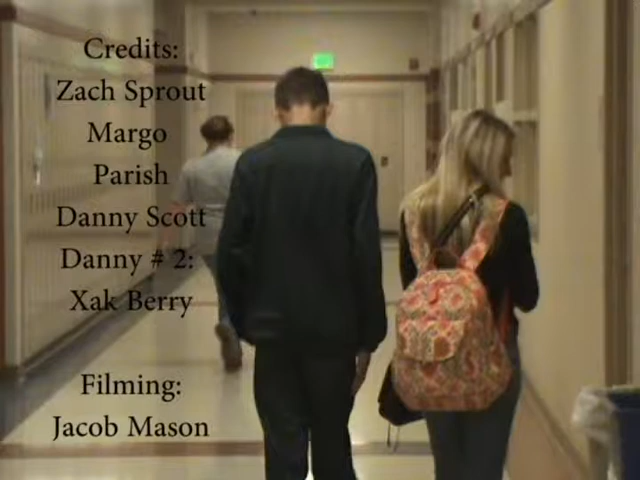 Credits:
Zach Sprout
Margo
Parish
Danny Scott
Danny # 2:
Xak Berry
Filming:
Jacob Mason